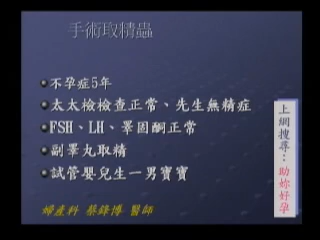 手術取精蟲
不孕症5年
太太檢檢查正常、先生無精症
FSH、LH、睪固酮正常
副睪丸取精
試管嬰兒生一男寶寶
婦產科 蔡鋒博 醫師
上網搜尋…助妳好孕